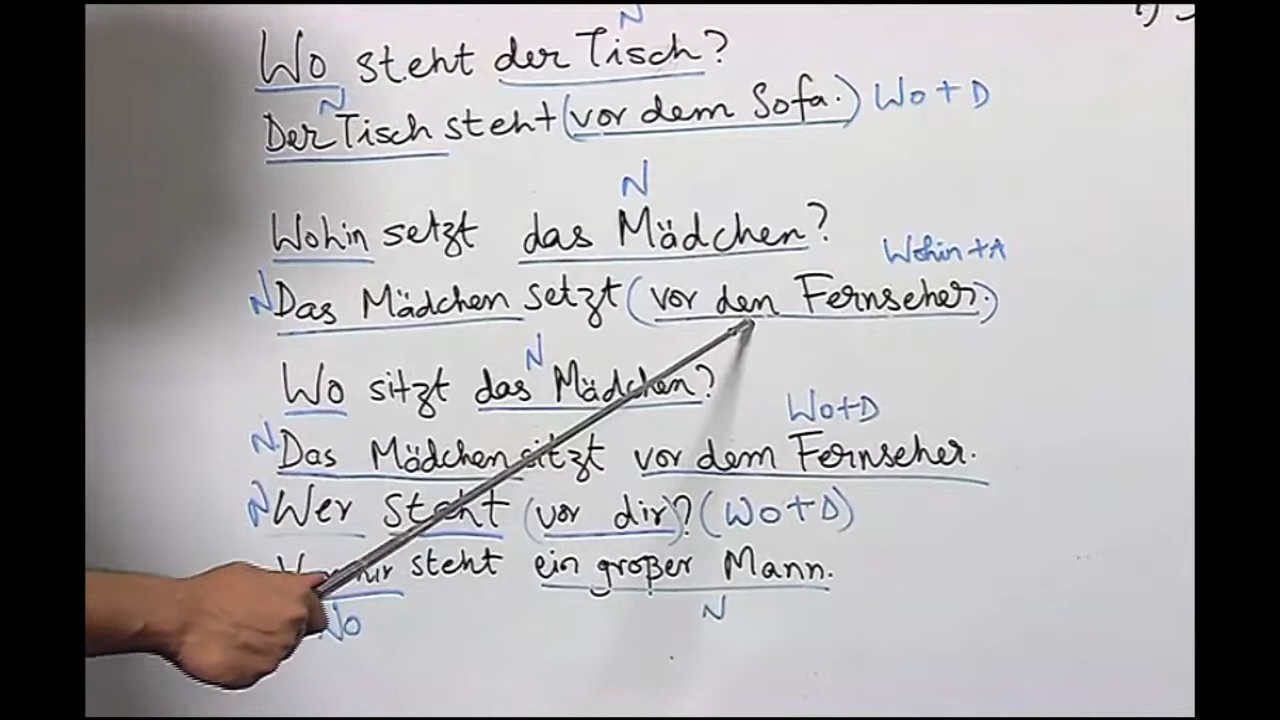 N
Wo steht der Tisch?
N
Der Tisch steht (vor dem Sofa.) Wo + D
N
Wohin setzt das Mädchen?
Wohin + A
N Das Mädchen setzt (vor den Fernseher.)
N
Wo sitzt das Mädchen?
Wo+D
N Das Mädchen sitzt vor dem Fernseher.
N Wer steht (vor dir)? (Wo+D)
steht ein großer Mann.
N